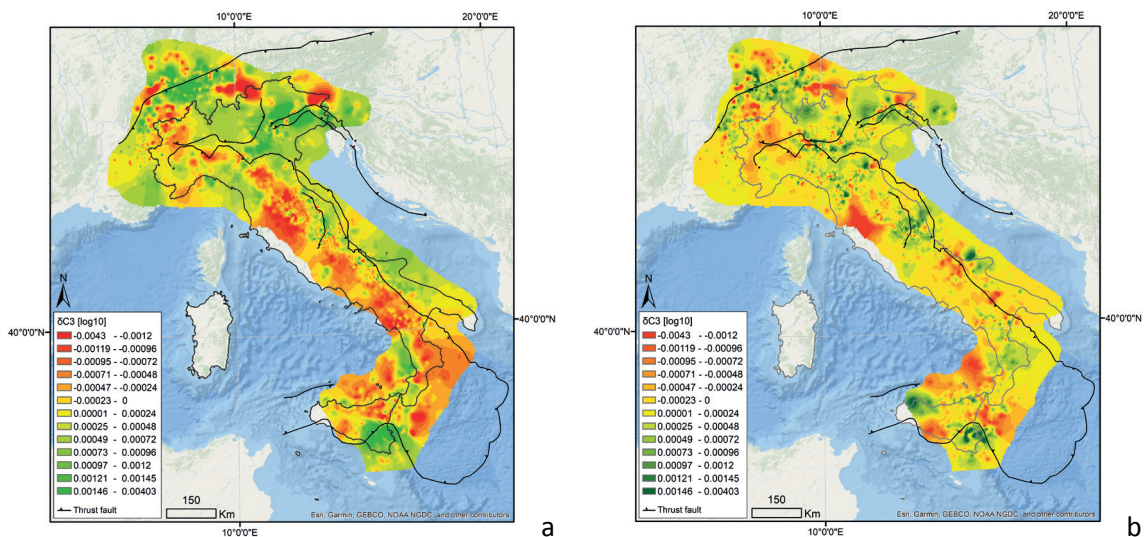 10°0'0"E
20°0'0"E
40°0'0"N
40°0'0"N
N
δC3 [log10]
-0.0043 - -0.0012
-0.00119 - -0.00096
-0.00095 - -0.00072
-0.00071 - -0.00048
-0.00047 - -0.00024
-0.00023 - 0
0.00001 - 0.00024
0.00025 - 0.00048
0.00049 - 0.00072
0.00073 - 0.00096
0.00097 - 0.0012
0.00121 - 0.00145
0.00146 - 0.00403
Thrust fault
150
Km
Esri, Garmin, GEBCO, NOAA NGDC, and other contributors
10°0'0"E
a
10°0'0"E
20°0'0"E
40°0'0"N
40°0'0"N
N
δC3 [log10]
-0.0043 - -0.0012
-0.00119 - -0.00096
-0.00095 - -0.00072
-0.00071 - -0.00048
-0.00047 - -0.00024
-0.00023 - 0
0.00001 - 0.00024
0.00025 - 0.00048
0.00049 - 0.00072
0.00073 - 0.00096
0.00097 - 0.0012
0.00121 - 0.00145
0.00146 - 0.00403
Thrust fault
150
Km
Esri, Garmin, GEBCO, NOAA NGDC, and other contributors
10°0'0"E
b